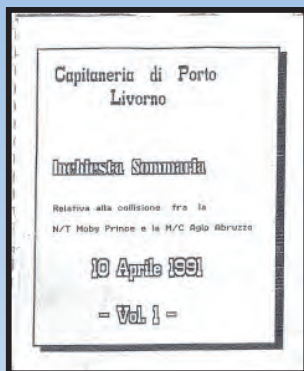 Capitaneria di Porto
Livorno
Inchiesta Sommaria
Relativa alla collisione fra la
N/T Moby Prince e la M/C Agip Abruzzo
10 Aprile 1991
- Vol. 1 -